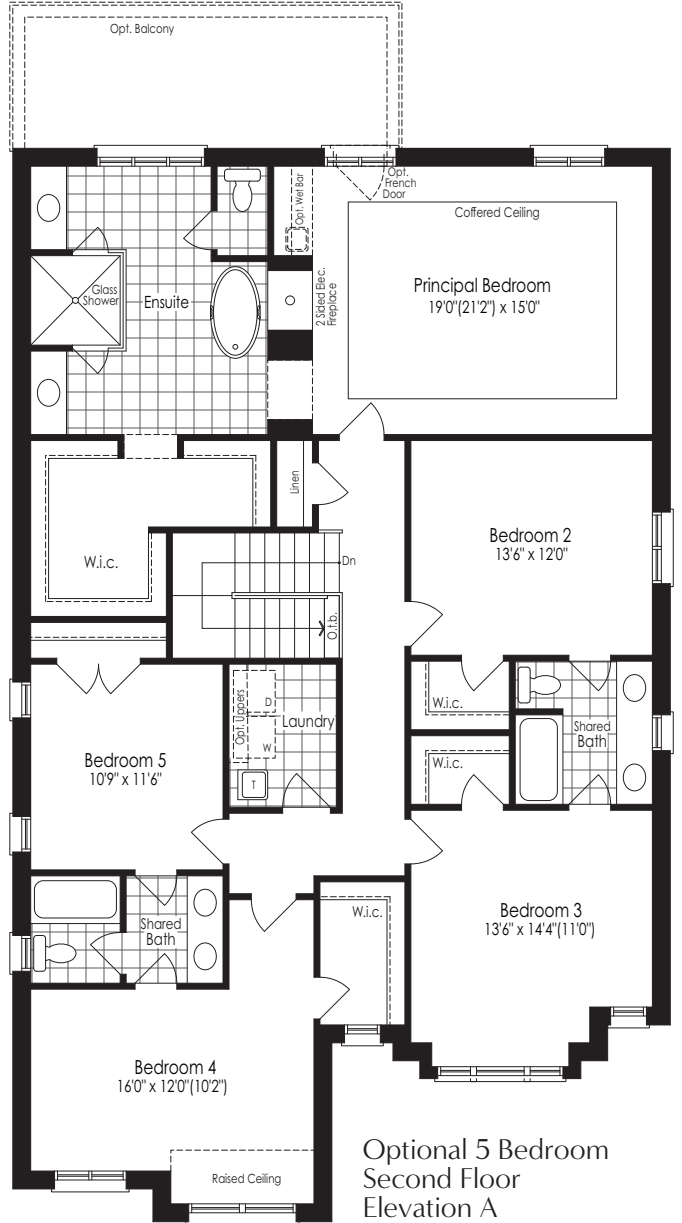 Opt. Balcony
Opt. Wet Bar
Opt.
French
Door
Coffered Ceiling
Glass
Shower
Ensuite
2 Sided Elec.
Fireplace
Principal Bedroom
19'0"(21'2") x 15'0"
Linen
W.i.c.
Dn
O.t.b.
Bedroom 2
13'6" x 12'0"
Opt. Uppers
D
W
T
Laundry
W.i.c.
Shared
Bath
W.i.c.
Bedroom 5
10'9" x 11'6"
Shared
Bath
W.i.c.
Bedroom 3
13'6" x 14'4"(11'0")
Bedroom 4
16'0" x 12'0"(10'2")
Raised Ceiling
Optional 5 Bedroom
Second Floor
Elevation A